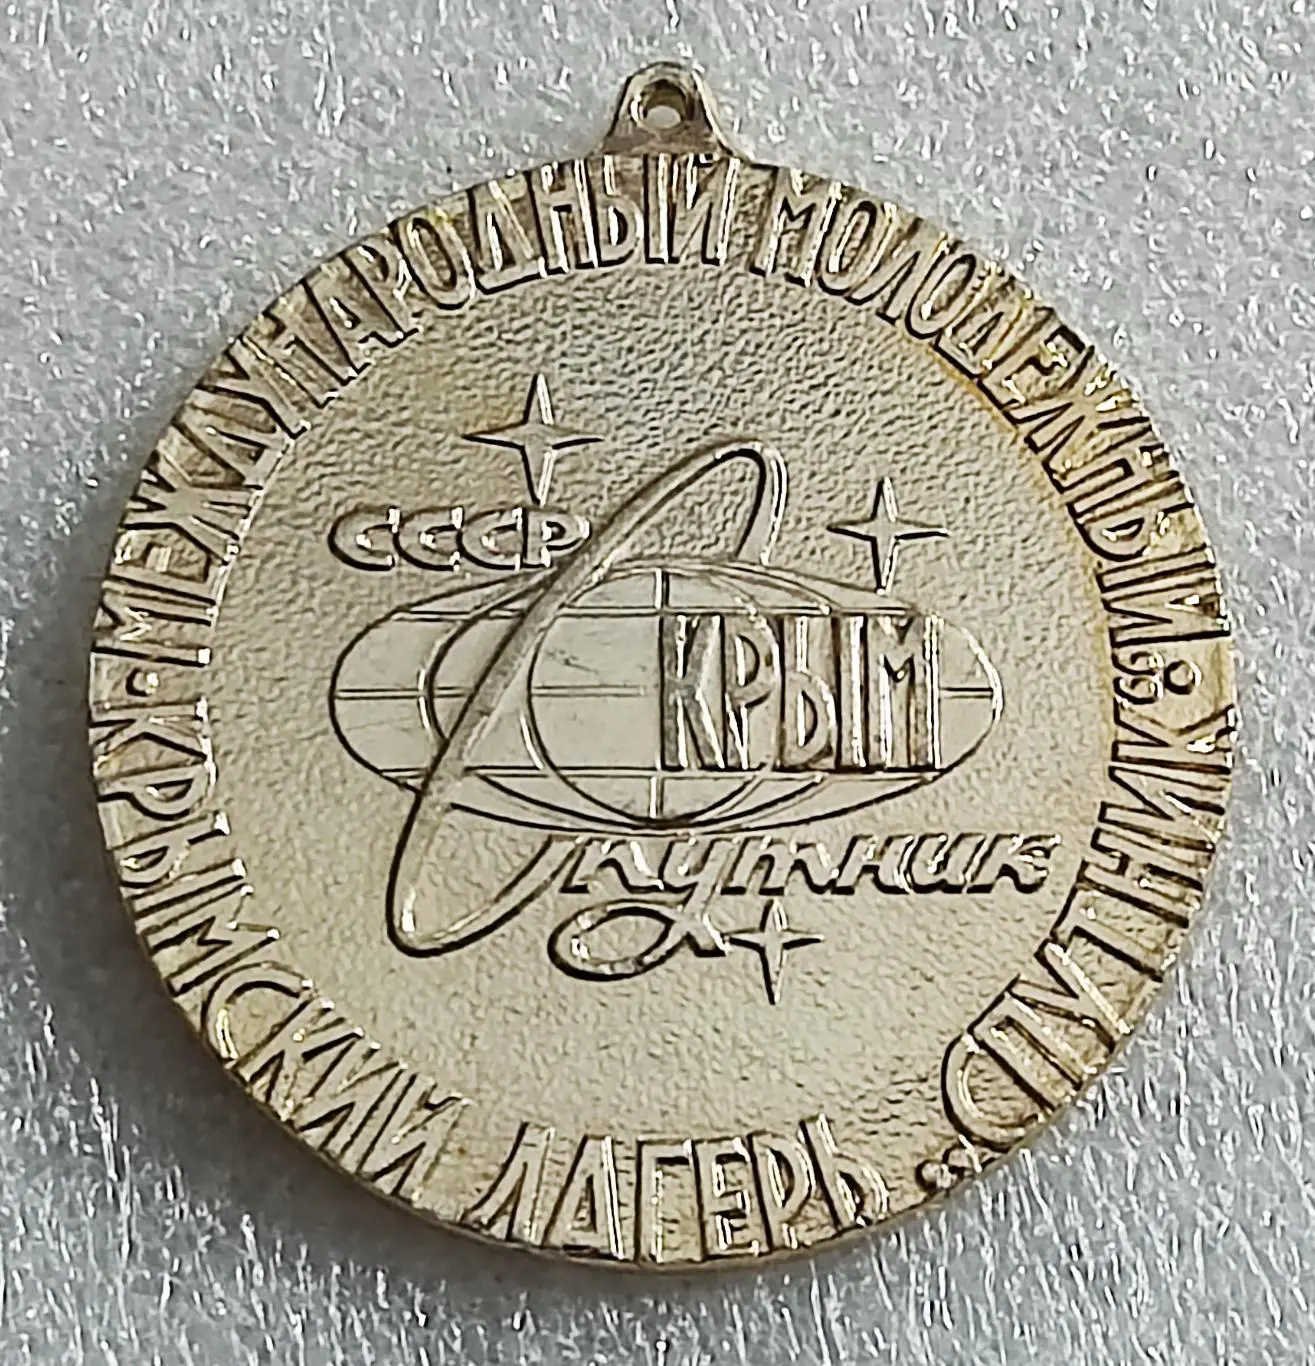 МЕЖДУНАРОДНЫЙ МОЛОДЕЖНЫЙ•
КРЫМСКИЙ ЛАГЕРЬ „СПУТНИК“
СССР
КРЫМ
Спутник